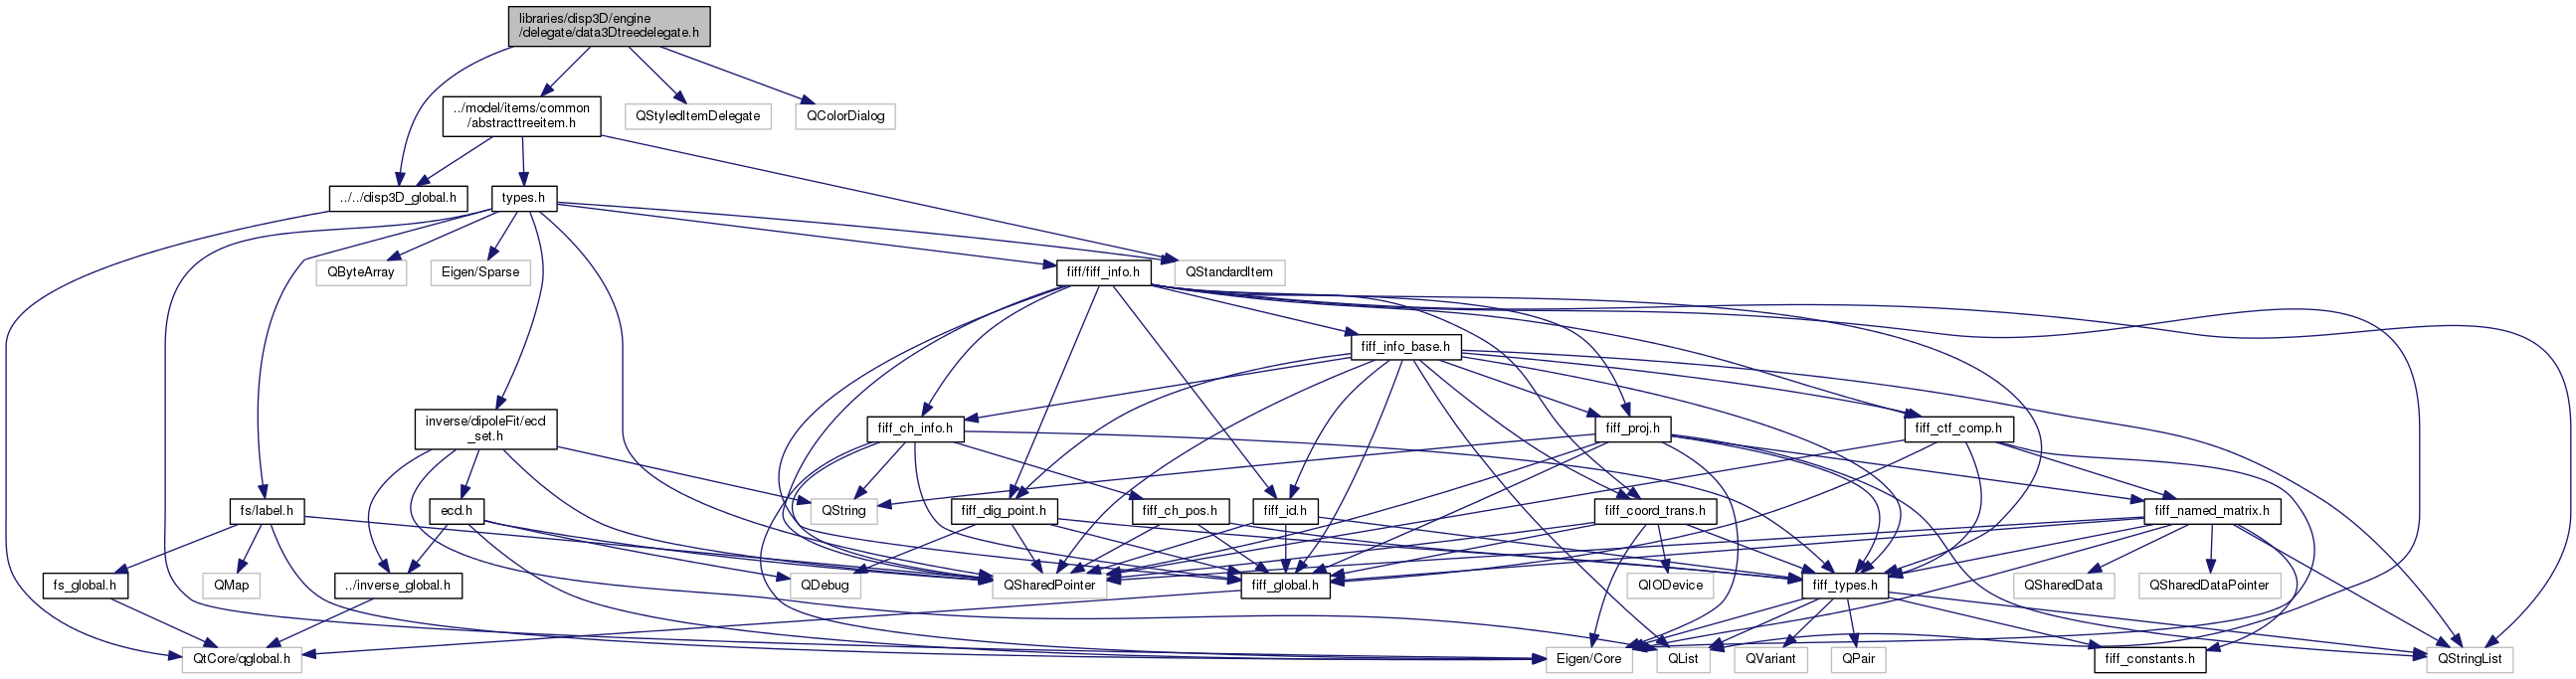 libraries/disp3D/engine
/delegate/data3Dtreedelegate.h
../model/items/common
/abstracttreeitem.h
QStyledItemDelegate
QColorDialog
../../disp3D_global.h
types.h
QByteArray
Eigen/Sparse
fiff/fiff_info.h
QStandardItem
fiff_info_base.h
inverse/dipoleFit/ecd
_set.h
fiff_ch_info.h
fiff_proj.h
fiff_ctf_comp.h
fs/label.h
ecd.h
QString
fiff_dig_point.h
fiff_ch_pos.h
fiff_id.h
fiff_coord_trans.h
fiff_named_matrix.h
fs_global.h
QMap
../inverse_global.h
QDebug
QSharedPointer
fiff_global.h
QIODevice
fiff_types.h
QSharedData
QSharedDataPointer
QtCore/qglobal.h
Eigen/Core
QList
QVariant
QPair
fiff_constants.h
QStringList